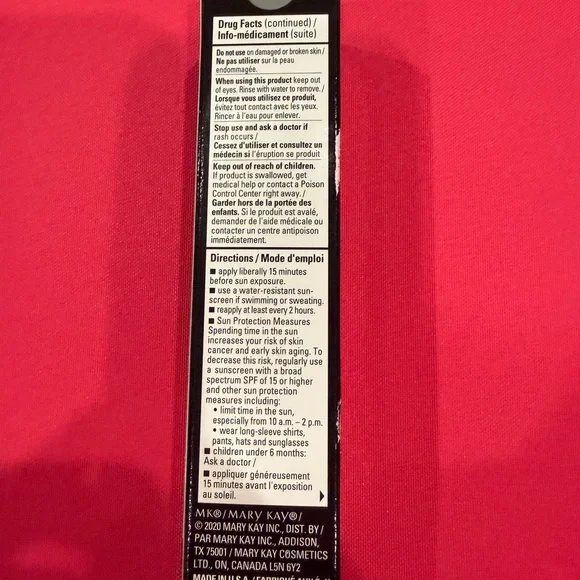 Drug Facts (continued) /
Info-médicament (suite)
Do not use on damaged or broken skin /
Ne pas utiliser sur la peau
endommagée.
When using this product keep out
of eyes. Rinse with water to remove. /
Lorsque vous utilisez ce produit,
évitez tout contact avec les yeux.
Rincer à l'eau pour enlever.
Stop use and ask a doctor if
rash occurs /
Cessez d'utiliser et consultez un
médecin si l'éruption se produit
Keep out of reach of children.
If product is swallowed, get
medical help or contact a Poison
Control Center right away. /
Garder hors de la portée des
enfants. Si le produit est avalé,
demander de l'aide médicale ou
contacter un centre antipoison
immédiatement.
Directions / Mode d'emploi
■ apply liberally 15 minutes
before sun exposure.
■ use a water-resistant sun-
screen if swimming or sweating.
■ reapply at least every 2 hours.
■ Sun Protection Measures
Spending time in the sun
increases your risk of skin
cancer and early skin aging. To
decrease this risk, regularly use
a sunscreen with a broad
spectrum SPF of 15 or higher
and other sun protection
measures including:
• limit time in the sun,
especially from 10 a.m. – 2 p.m.
• wear long-sleeve shirts,
pants, hats and sunglasses
■ children under 6 months:
Ask a doctor /
■ appliquer généreusement
15 minutes avant l'exposition
au soleil.
MK®/MARY KAY®/
© 2020 MARY KAY INC., DIST. BY /
PAR MARY KAY INC., ADDISON,
TX 75001 / MARY KAY COSMETICS
LTD., ON, CANADA L5N 6Y2
MADE IN U.S.A. / FABRIQUÉ AUX É.-U.